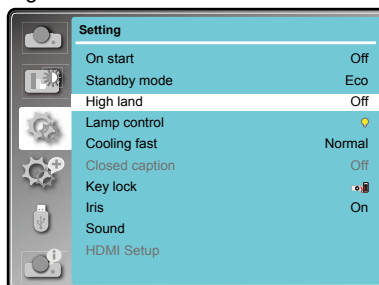 Setting
On start Off
Standby mode Eco
High land Off
Lamp control
Cooling fast Normal
Closed caption Off
Key lock
Iris On
Sound
HDMI Setup